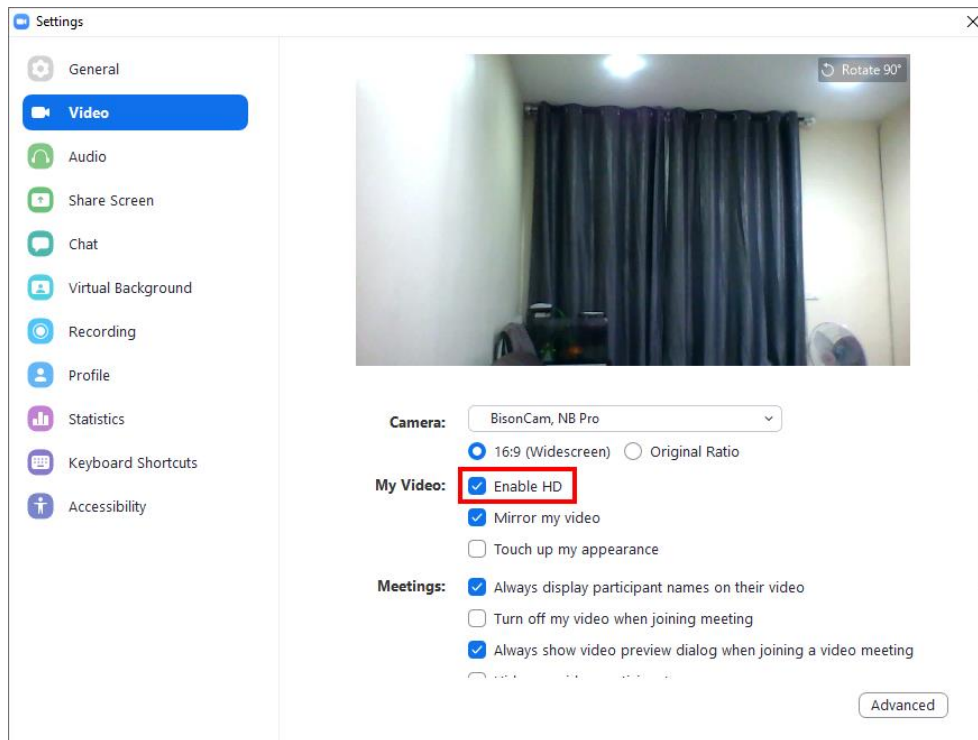 Settings
General
Video
Audio
Share Screen
Chat
Virtual Background
Recording
Profile
Statistics
Keyboard Shortcuts
Accessibility
Rotate 90°
Camera: BisonCam, NB Pro
16:9 (Widescreen) Original Ratio
My Video: Enable HD
Mirror my video
Touch up my appearance
Meetings: Always display participant names on their video
Turn off my video when joining meeting
Always show video preview dialog when joining a video meeting
Advanced